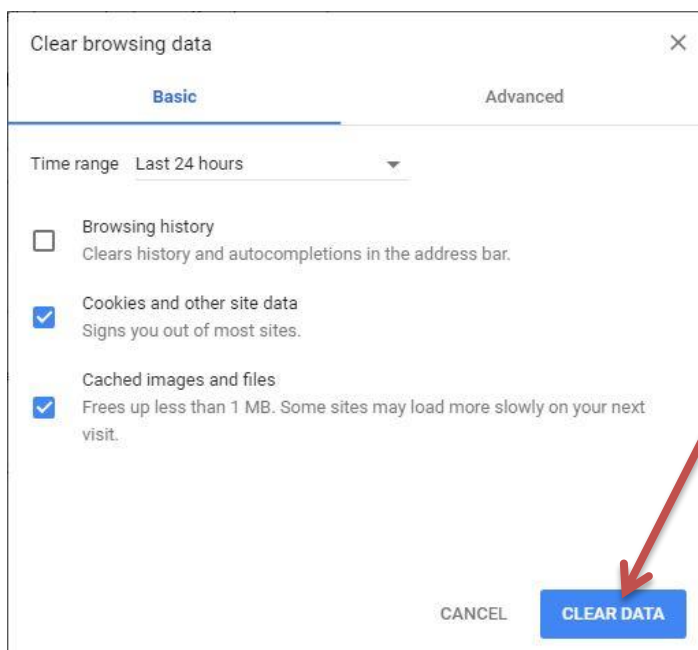 Clear browsing data
Basic
Advanced
Time range Last 24 hours
Browsing history
Clears history and autocompletions in the address bar.
Cookies and other site data
Signs you out of most sites.
Cached images and files
Frees up less than 1 MB. Some sites may load more slowly on your next
visit.
CANCEL
CLEAR DATA